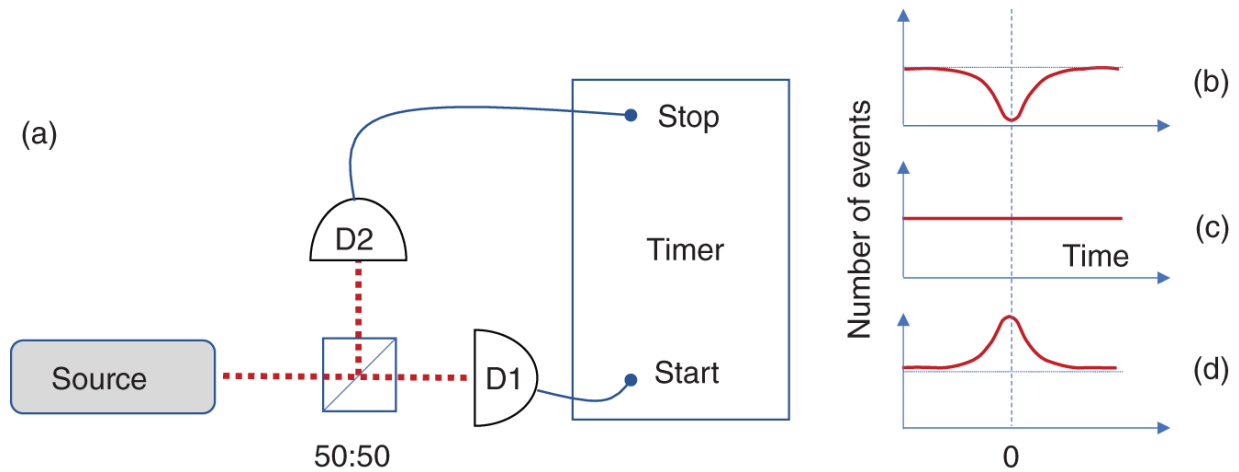 (a)
Stop
D2
Timer
Source
D1
Start
50:50
Number of events
(b)
(c)
Time
(d)
0